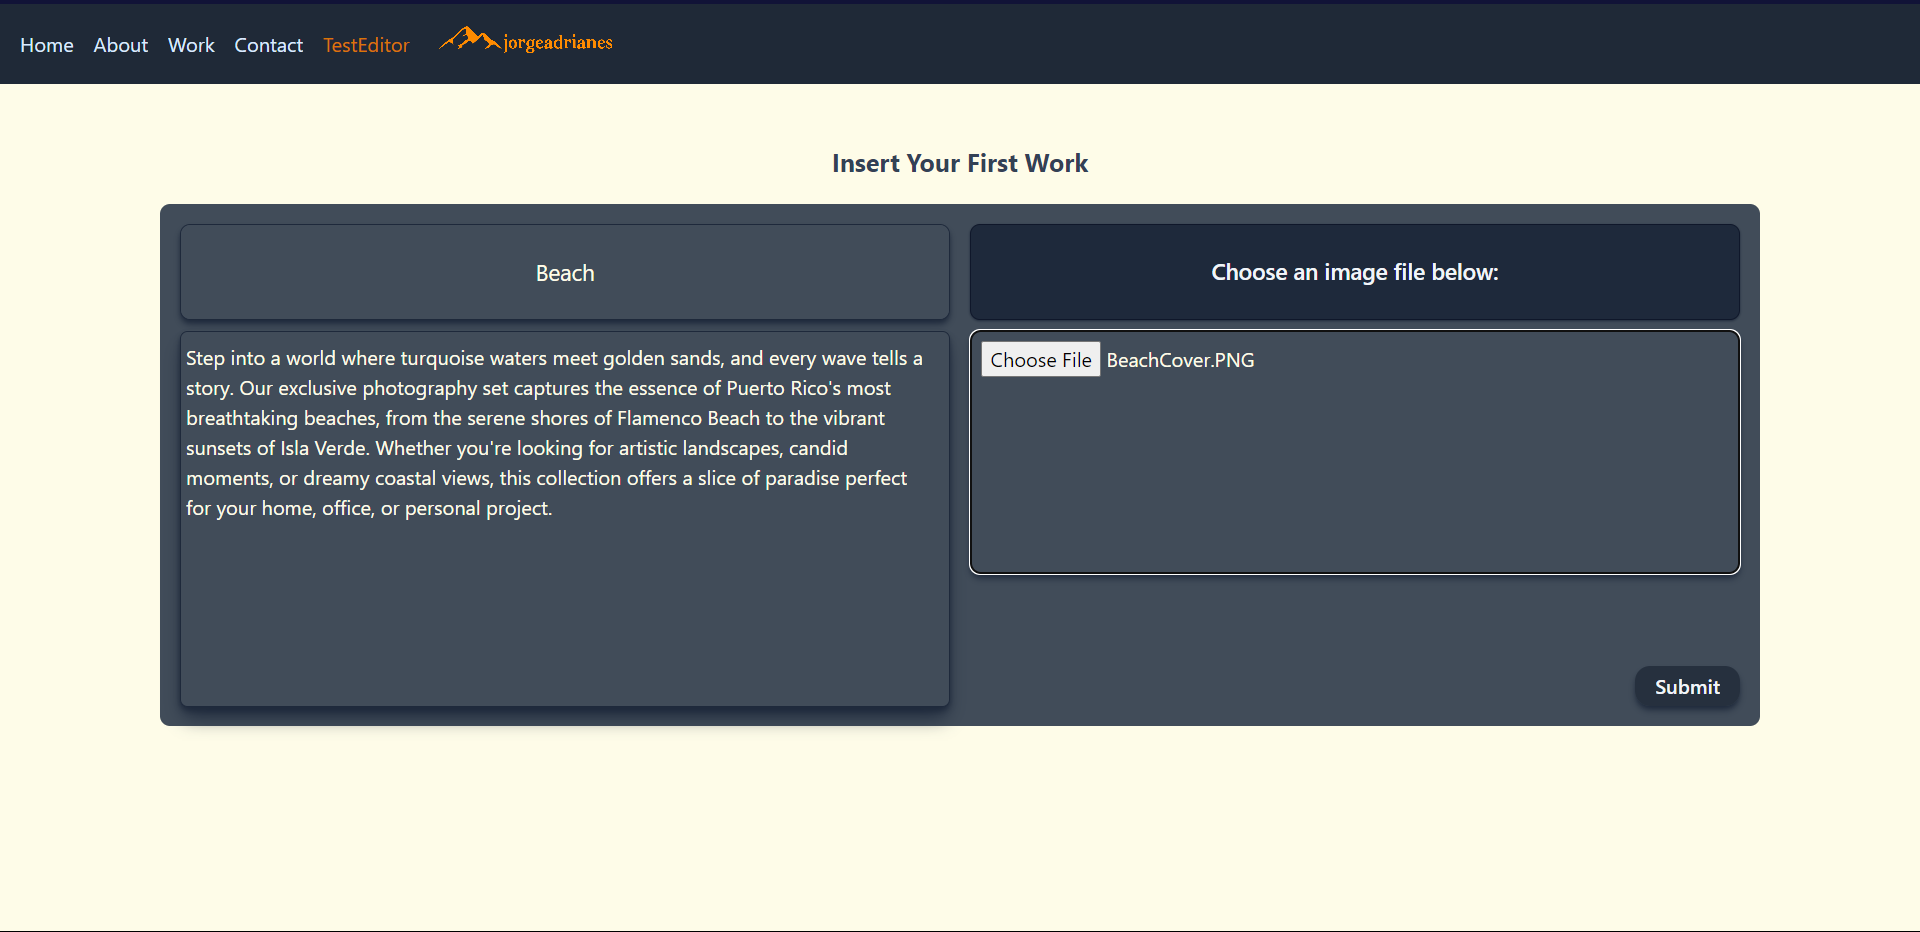 Home About Work Contact TestEditor jorgeadrianes
Insert Your First Work
Beach
Choose an image file below:
Step into a world where turquoise waters meet golden sands, and every wave tells a
story. Our exclusive photography set captures the essence of Puerto Rico's most
breathtaking beaches, from the serene shores of Flamenco Beach to the vibrant
sunsets of Isla Verde. Whether you're looking for artistic landscapes, candid
moments, or dreamy coastal views, this collection offers a slice of paradise perfect
for your home, office, or personal project.
Choose File BeachCover.PNG
Submit